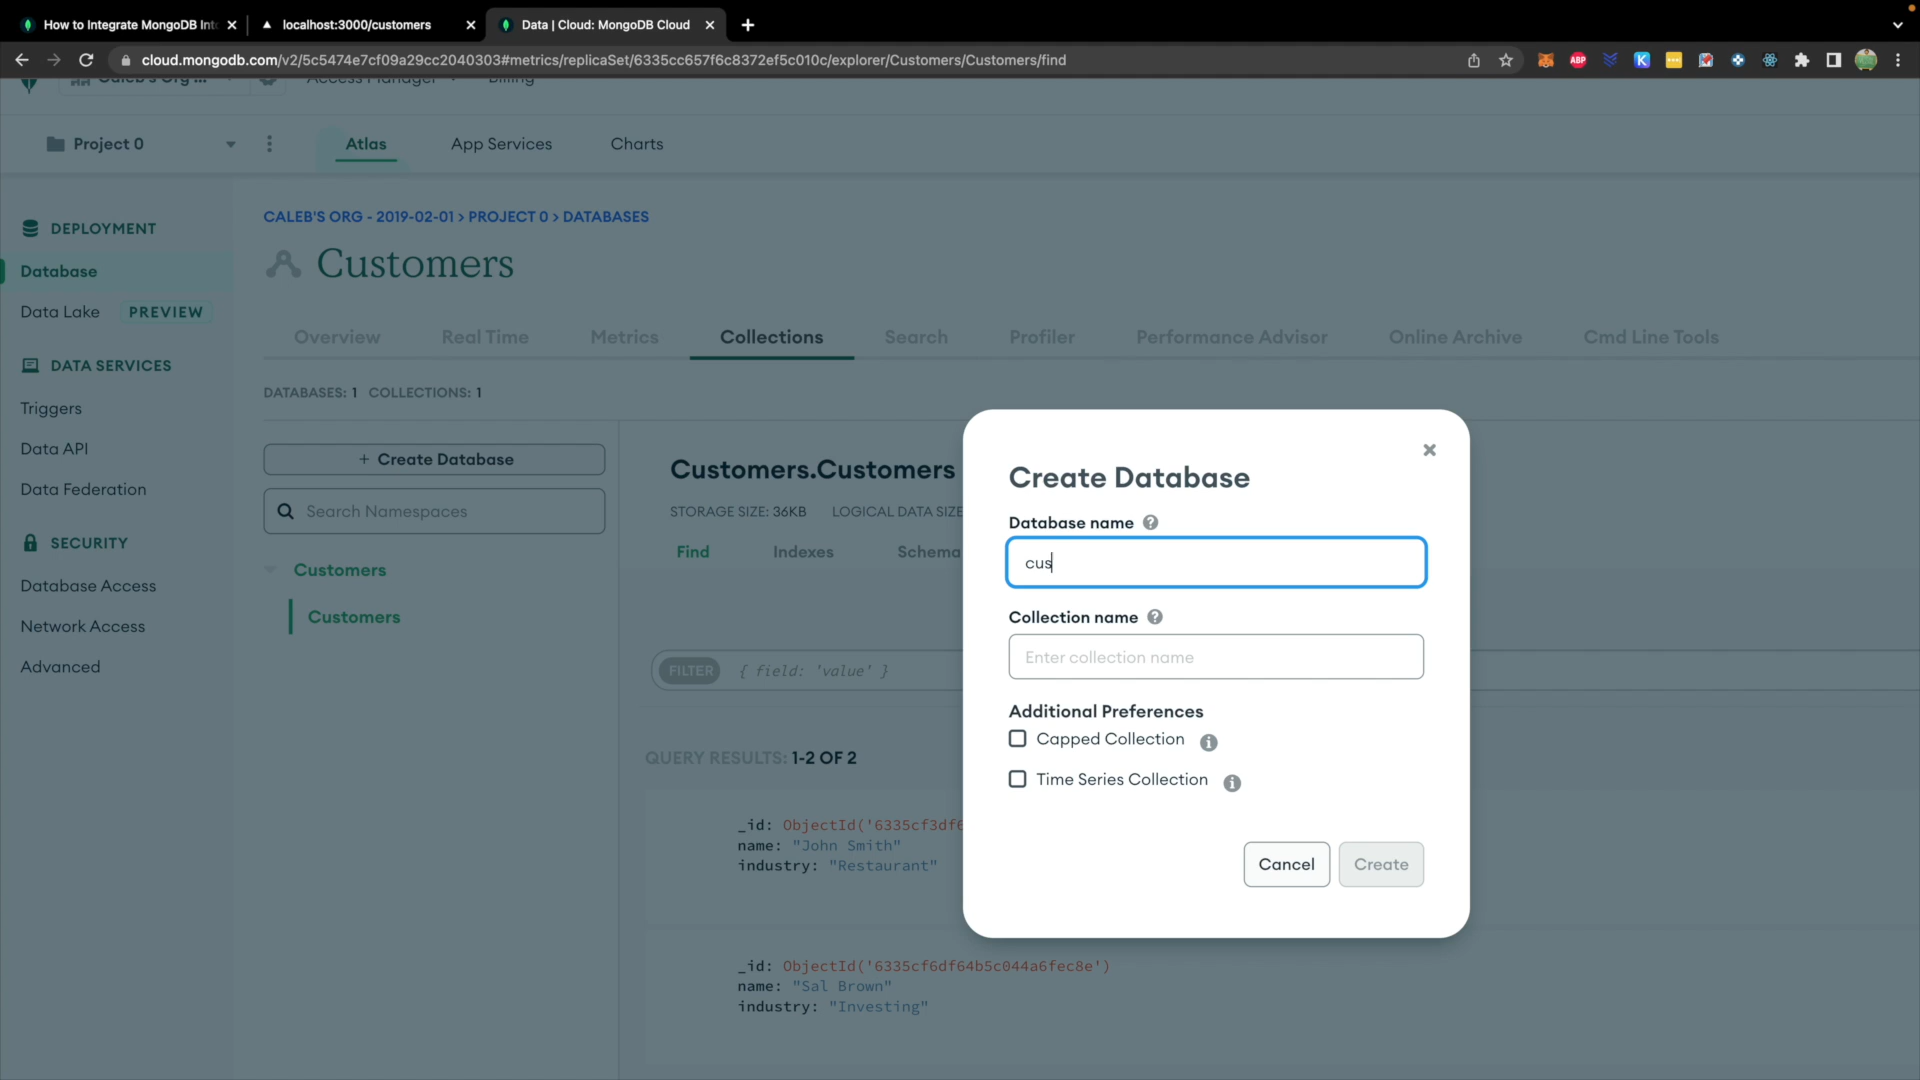 How to Integrate MongoDB Int
localhost:3000/customers
Data | Cloud: MongoDB Cloud
cloud.mongodb.com/v2/5c5474e7cf09a29cc2040303#metrics/replicaSet/6335cc657f6c8372ef5c010c/explorer/Customers/Customers/find
ABP
K
Caleb's Org ...
Access Manager
Billing
Project 0
Atlas
App Services
Charts
DEPLOYMENT
Database
Data Lake PREVIEW
DATA SERVICES
Triggers
Data API
Data Federation
SECURITY
Database Access
Network Access
Advanced
CALEB'S ORG - 2019-02-01 > PROJECT 0 > DATABASES
Customers
Overview
Real Time
Metrics
Collections
Search
Profiler
Performance Advisor
Online Archive
Cmd Line Tools
DATABASES: 1 COLLECTIONS: 1
+ Create Database
Search Namespaces
Customers
Customers
Customers.Customers
STORAGE SIZE: 36KB LOGICAL DATA SIZE
Find
Indexes
Schema
FILTER { field: 'value' }
QUERY RESULTS: 1-2 OF 2
_id: ObjectId('6335cf3df6
name: "John Smith"
industry: "Restaurant"
_id: ObjectId('6335cf6df64b5c044a6fec8e')
name: "Sal Brown"
industry: "Investing"
Create Database
Database name
cus
Collection name
Enter collection name
Additional Preferences
Capped Collection
Time Series Collection
Cancel
Create